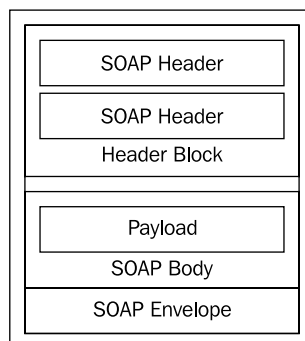 SOAP Header
SOAP Header
Header Block
Payload
SOAP Body
SOAP Envelope